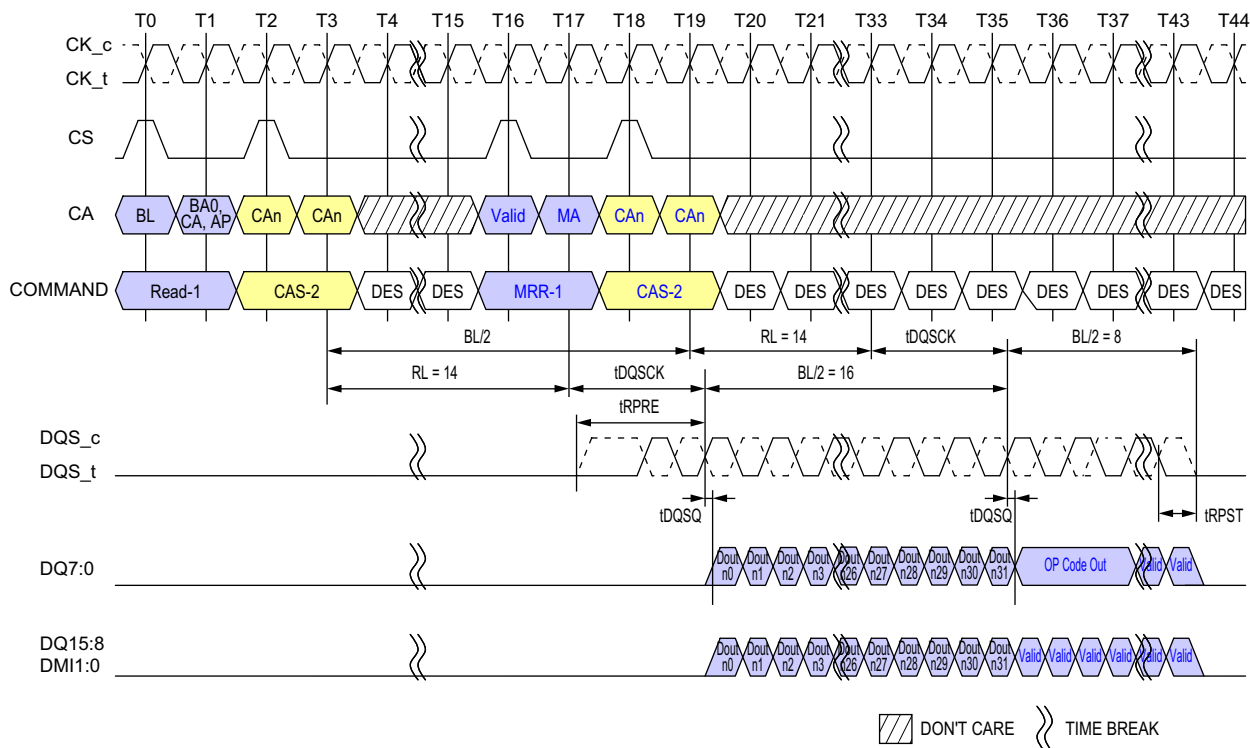 T0 T1 T2 T3 T4 T15 T16 T17 T18 T19 T20 T21 T33 T34 T35 T36 T37 T43 T44
CK_c
CK_t
CS
CA BL BA0, CA, AP CAn CAn Valid MA CAn CAn
COMMAND Read-1 CAS-2 DES DES MRR-1 CAS-2 DES DES DES DES DES DES DES DES DES
BL/2 RL = 14 tDQSCK BL/2 = 8
RL = 14 tDQSCK BL/2 = 16
tRPRE
DQS_c
DQS_t
tDQSQ tDQSQ tRPST
DQ7:0 Dout n0 Dout n1 Dout n2 Dout n3 Dout n26 Dout n27 Dout n28 Dout n29 Dout n30 Dout n31 OP Code Out Valid Valid
DQ15:8
DMI1:0 Dout n0 Dout n1 Dout n2 Dout n3 Dout n26 Dout n27 Dout n28 Dout n29 Dout n30 Dout n31 Valid Valid Valid Valid Valid Valid
DON'T CARE TIME BREAK